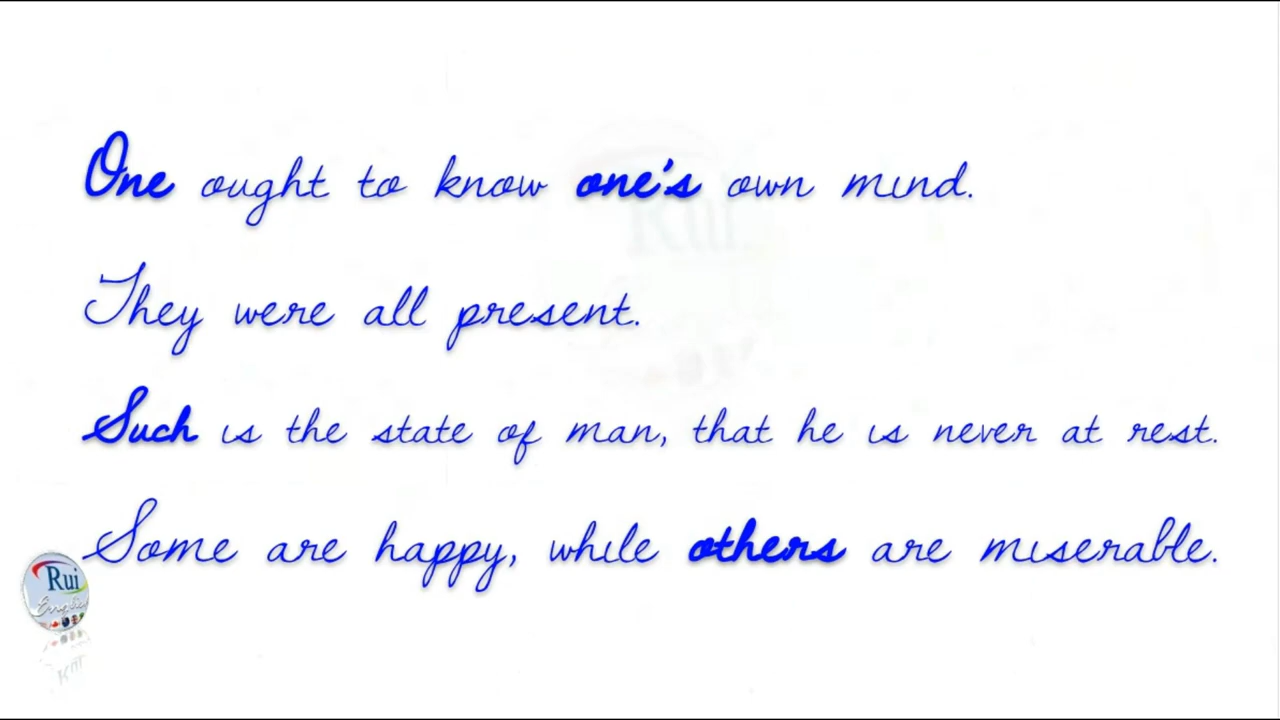 One ought to know one's own mind.
They were all present.
Such is the state of man, that he is never at rest.
Some are happy, while others are miserable.
Rui
English